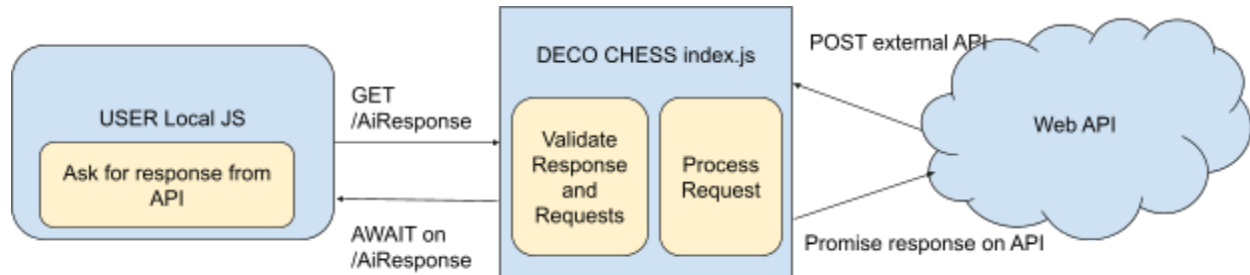 USER Local JS
Ask for response from
API
GET
/AiResponse
AWAIT on
/AiResponse
DECO CHESS index.js
Validate
Response
and
Requests
Process
Request
POST external API
Promise response on API
Web API